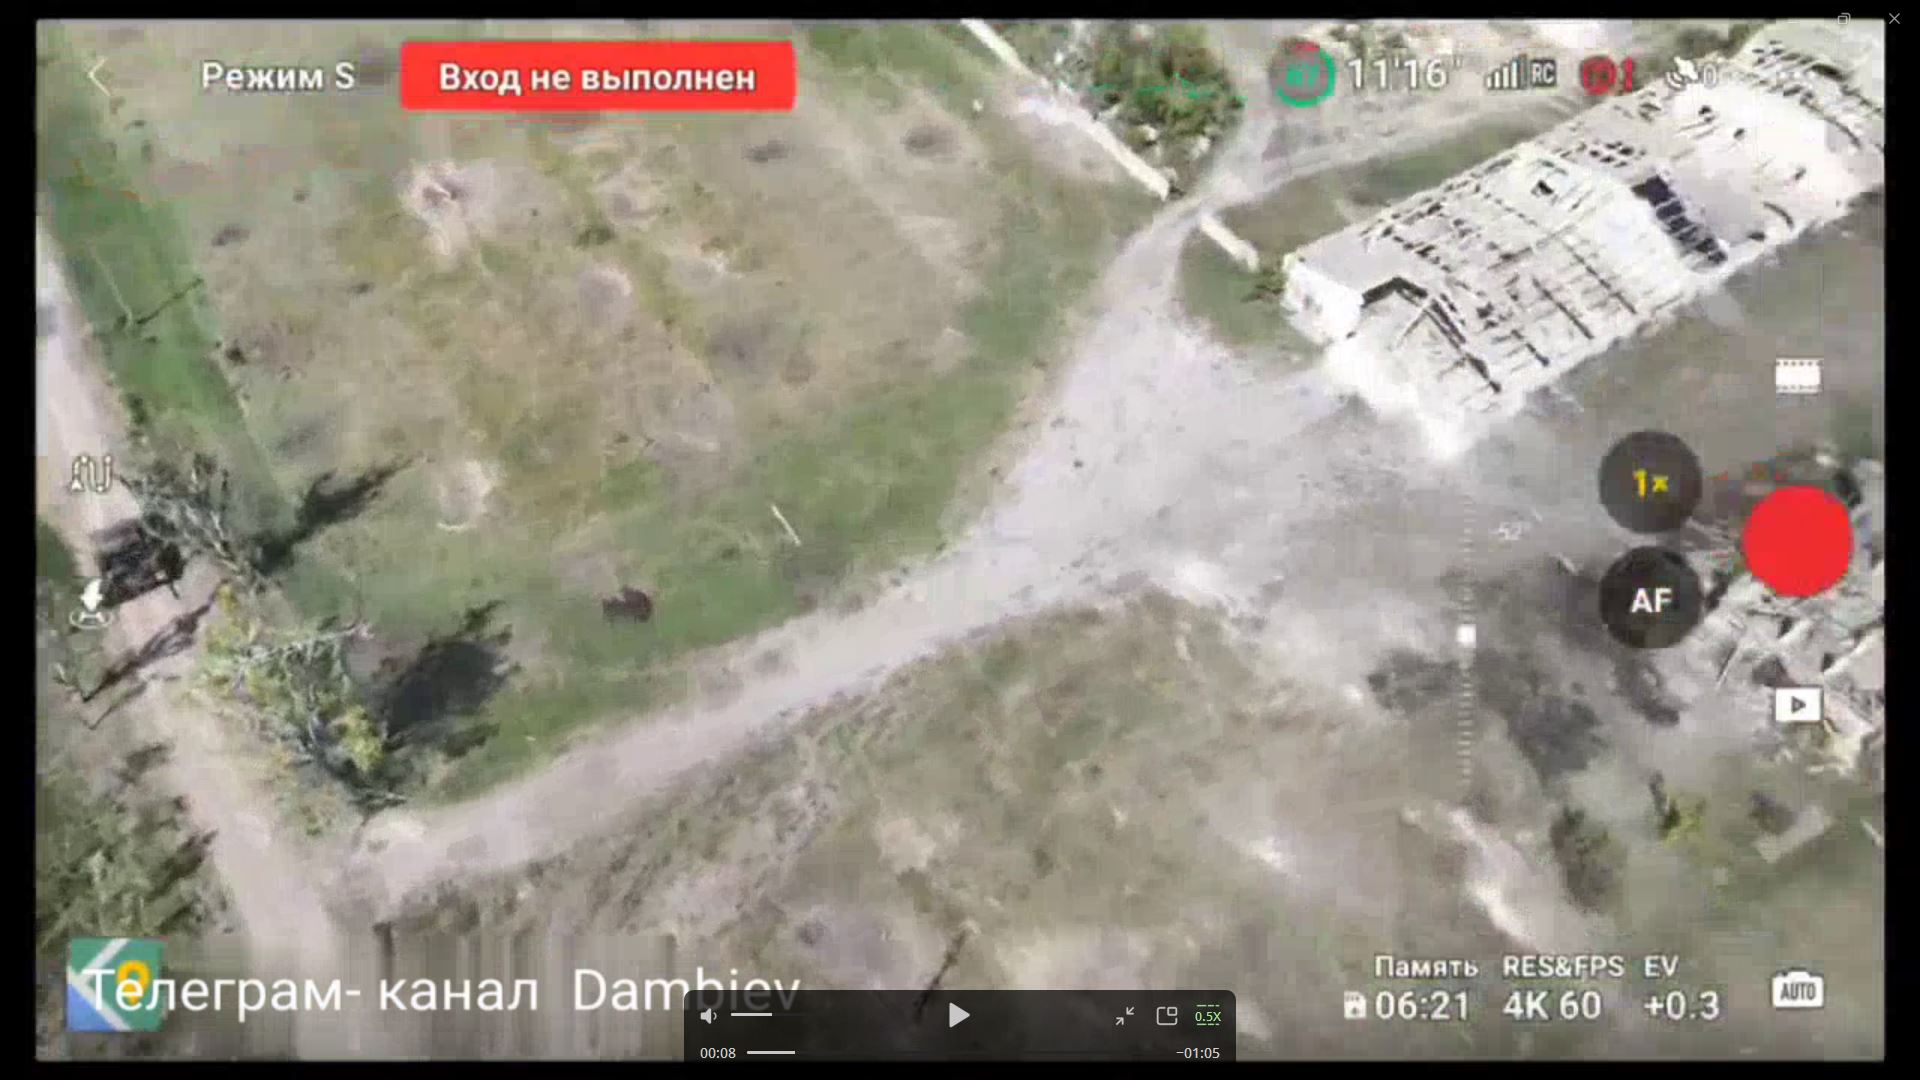 Режим S
Вход не выполнен
11'16"
RC
1x
AF
Память RES&FPS EV
06:21 4K 60 +0.3
AUTO
Телеграм- канал Dambiev
0.5X
00:08
−01:05